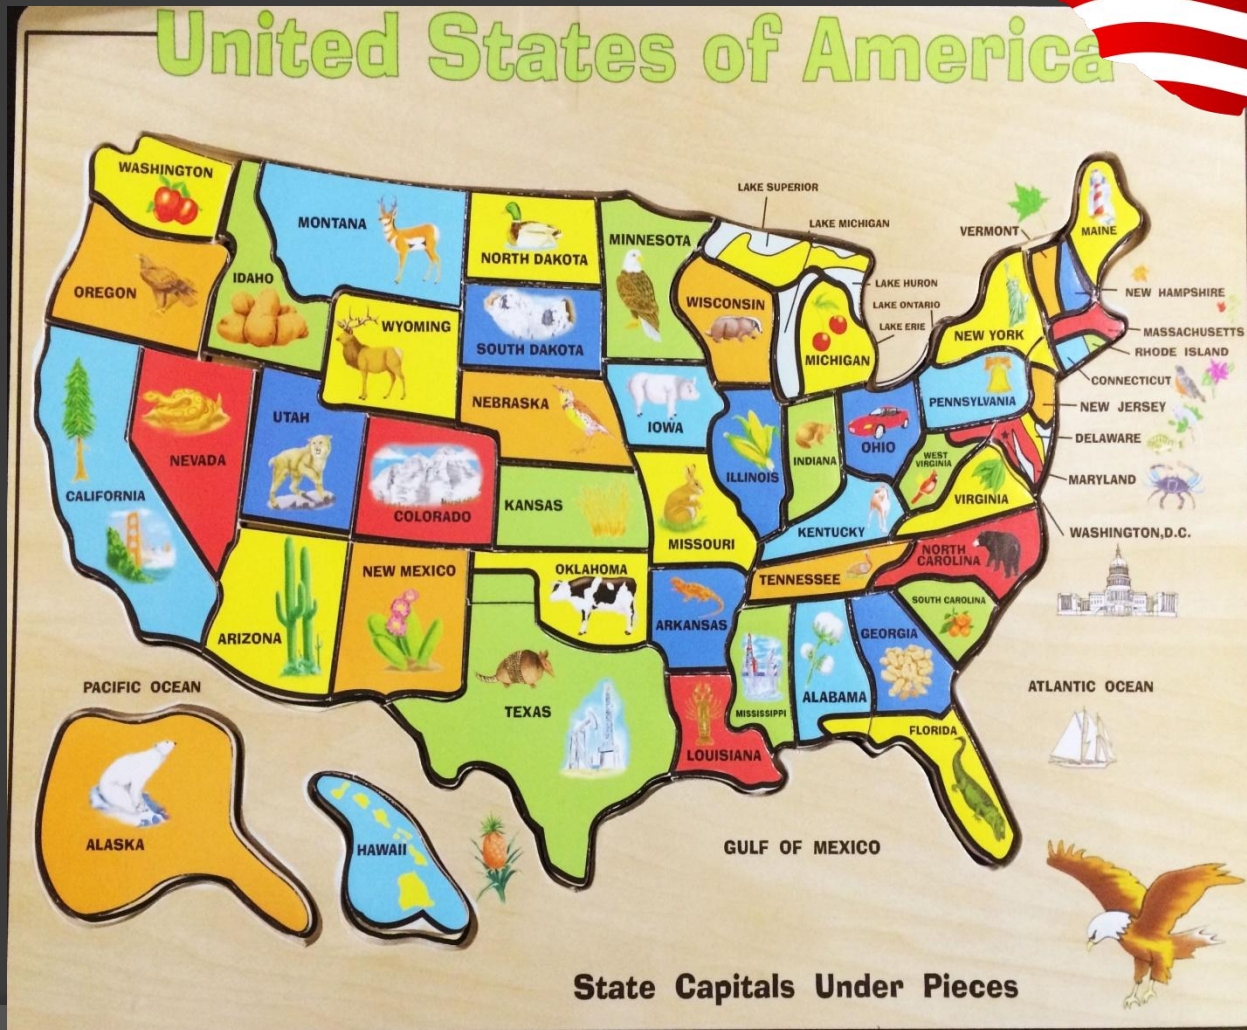 United States of America
WASHINGTON
MONTANA
NORTH DAKOTA
MINNESOTA
LAKE SUPERIOR
LAKE MICHIGAN
VERMONT
MAINE
OREGON
IDAHO
WYOMING
SOUTH DAKOTA
WISCONSIN
LAKE HURON
LAKE ONTARIO
LAKE ERIE
MICHIGAN
NEW YORK
NEW HAMPSHIRE
MASSACHUSETTS
RHODE ISLAND
CONNECTICUT
NEW JERSEY
DELAWARE
MARYLAND
WASHINGTON,D.C.
CALIFORNIA
NEVADA
UTAH
COLORADO
NEBRASKA
KANSAS
IOWA
MISSOURI
ILLINOIS
INDIANA
OHIO
PENNSYLVANIA
WEST
VIRGINIA
VIRGINIA
KENTUCKY
NORTH
CAROLINA
TENNESSEE
SOUTH CAROLINA
ARIZONA
NEW MEXICO
OKLAHOMA
ARKANSAS
TEXAS
LOUISIANA
MISSISSIPPI
ALABAMA
GEORGIA
FLORIDA
PACIFIC OCEAN
ATLANTIC OCEAN
ALASKA
HAWAII
GULF OF MEXICO
State Capitals Under Pieces